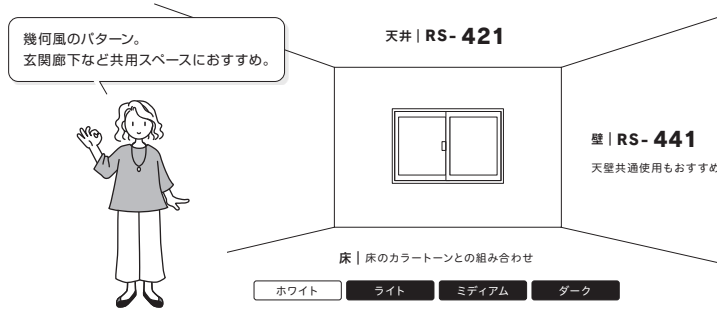 幾何風のパターン。
玄関廊下など共用スペースにおすすめ。
天井｜RS-421
壁｜RS-441
天壁共通使用もおすすめ
床｜床のカラートーンとの組み合わせ
ホワイト ライト ミディアム ダーク